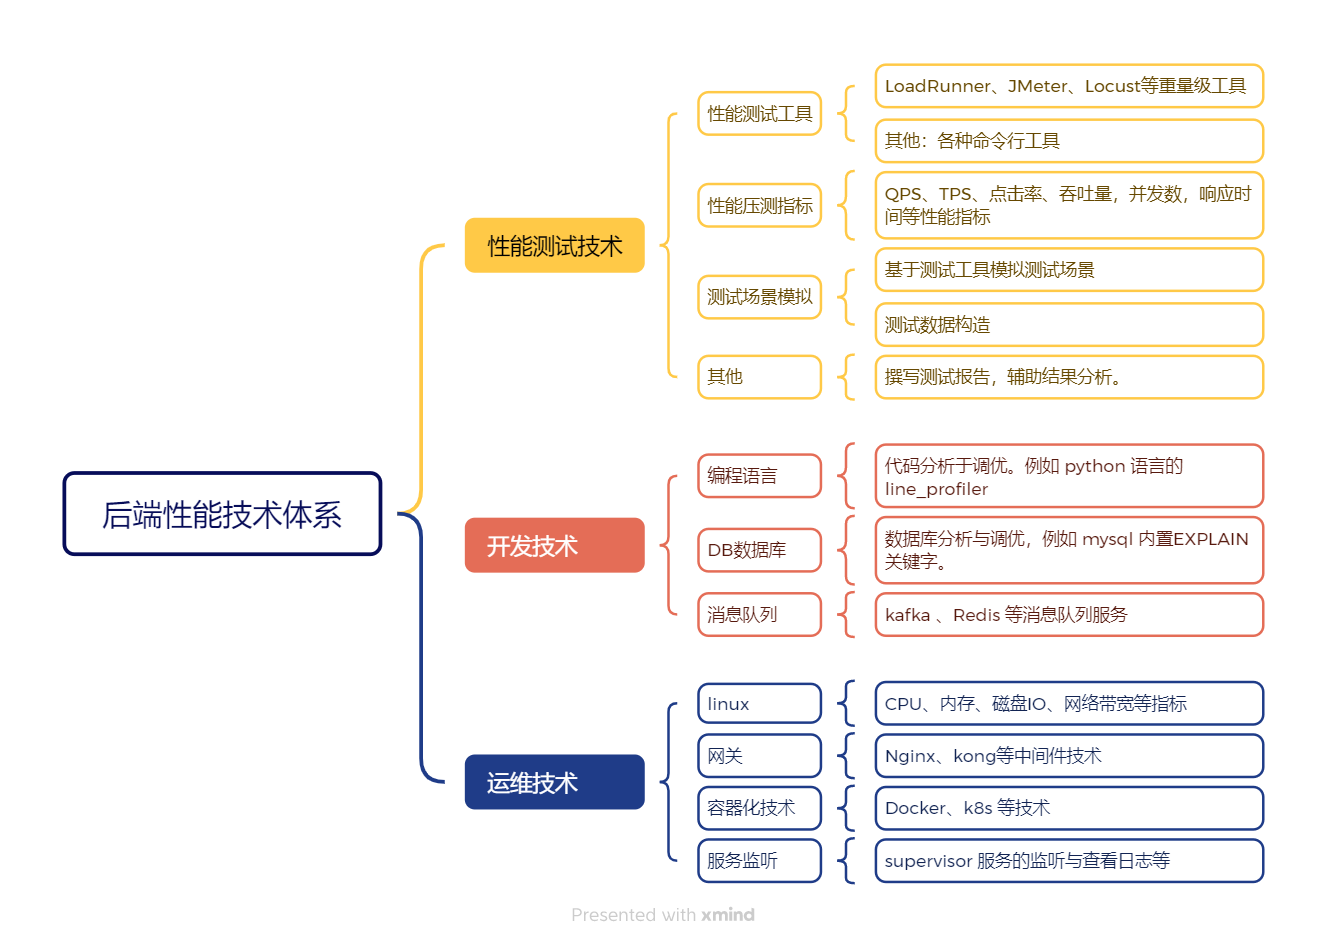 后端性能技术体系
性能测试技术
性能测试工具
LoadRunner、JMeter、Locust等重量级工具
其他：各种命令行工具
性能压测指标
QPS、TPS、点击率、吞吐量，并发数，响应时
间等性能指标
测试场景模拟
基于测试工具模拟测试场景
测试数据构造
其他
撰写测试报告，辅助结果分析。
开发技术
编程语言
代码分析于调优。例如 python 语言的
line_profiler
DB数据库
数据库分析与调优，例如 mysql 内置EXPLAIN
关键字。
消息队列
kafka 、Redis 等消息队列服务
运维技术
linux
CPU、内存、磁盘IO、网络带宽等指标
网关
Nginx、kong等中间件技术
容器化技术
Docker、k8s 等技术
服务监听
supervisor 服务的监听与查看日志等
Presented with xmind